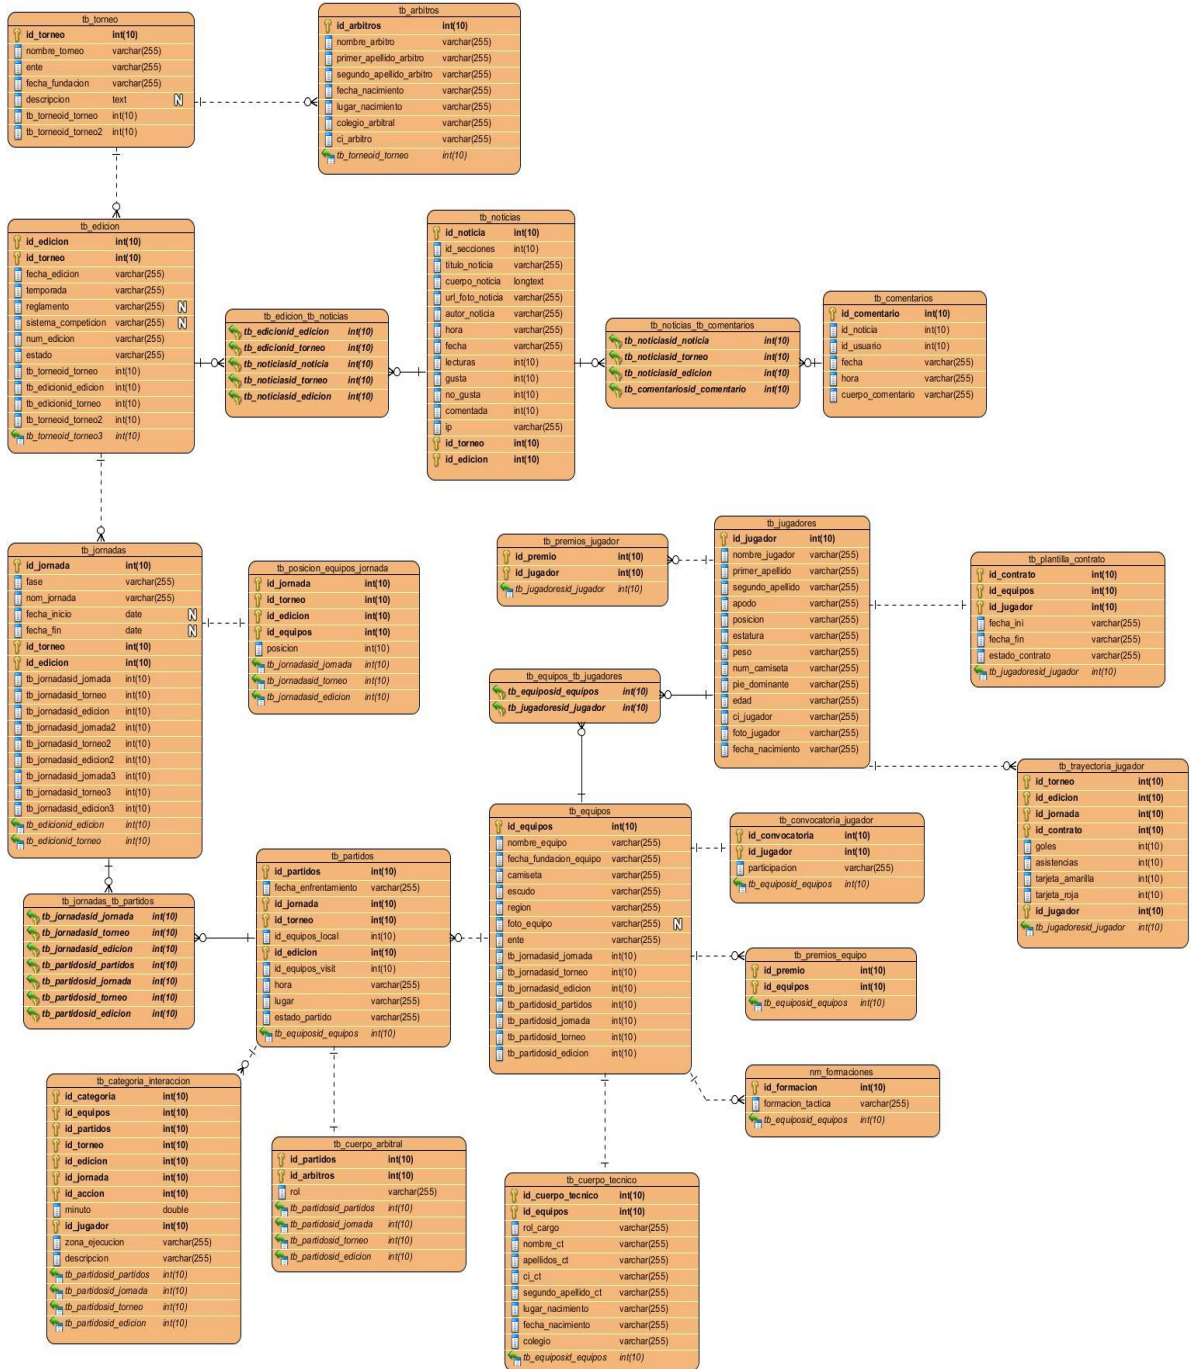 tb_torneo
id_torneo int(10)
nombre_torneo varchar(255)
ente varchar(255)
fecha_fundacion varchar(255)
descripcion text N
tb_torneoid_torneo int(10)
tb_torneoid_torneo2 int(10)
tb_arbitros
id_arbitros int(10)
nombre_arbitro varchar(255)
primer_apellido_arbitro varchar(255)
segundo_apellido_arbitro varchar(255)
fecha_nacimiento varchar(255)
lugar_nacimiento varchar(255)
colegio_arbitral varchar(255)
ci_arbitro varchar(255)
tb_torneoid_torneo int(10)
tb_edicion
id_edicion int(10)
id_torneo int(10)
fecha_edicion varchar(255)
temporada varchar(255)
reglamento varchar(255) N
sistema_competicion varchar(255) N
num_edicion varchar(255)
estado varchar(255)
tb_torneoid_torneo int(10)
tb_edicionid_edicion int(10)
tb_edicionid_torneo int(10)
tb_torneoid_torneo2 int(10)
tb_torneoid_torneo3 int(10)
tb_edicion_tb_noticias
tb_edicionid_edicion int(10)
tb_edicionid_torneo int(10)
tb_noticiasid_noticia int(10)
tb_noticiasid_torneo int(10)
tb_noticiasid_edicion int(10)
tb_noticias
id_noticia int(10)
id_secciones int(10)
titulo_noticia varchar(255)
cuerpo_noticia longtext
url_foto_noticia varchar(255)
autor_noticia varchar(255)
hora varchar(255)
fecha varchar(255)
lecturas int(10)
gusta int(10)
no_gusta int(10)
comentada int(10)
ip varchar(255)
id_torneo int(10)
id_edicion int(10)
tb_noticias_tb_comentarios
tb_noticiasid_noticia int(10)
tb_noticiasid_torneo int(10)
tb_noticiasid_edicion int(10)
tb_comentariosid_comentario int(10)
tb_comentarios
id_comentario int(10)
id_noticia int(10)
id_usuario int(10)
fecha varchar(255)
hora varchar(255)
cuerpo_comentario varchar(255)
tb_jornadas
id_jornada int(10)
fase varchar(255)
nom_jornada varchar(255)
fecha_inicio date N
fecha_fin date N
id_torneo int(10)
id_edicion int(10)
tb_jornadasid_jornada int(10)
tb_jornadasid_torneo int(10)
tb_jornadasid_edicion int(10)
tb_jornadasid_jornada2 int(10)
tb_jornadasid_torneo2 int(10)
tb_jornadasid_edicion2 int(10)
tb_jornadasid_jornada3 int(10)
tb_jornadasid_torneo3 int(10)
tb_jornadasid_edicion3 int(10)
tb_edicionid_edicion int(10)
tb_edicionid_torneo int(10)
tb_posicion_equipos_jornada
id_jornada int(10)
id_torneo int(10)
id_edicion int(10)
id_equipos int(10)
posicion int(10)
tb_jornadasid_jornada int(10)
tb_jornadasid_torneo int(10)
tb_jornadasid_edicion int(10)
tb_premios_jugador
id_premio int(10)
id_jugador int(10)
tb_jugadoresid_jugador int(10)
tb_jugadores
id_jugador int(10)
nombre_jugador varchar(255)
primer_apellido varchar(255)
segundo_apellido varchar(255)
apodo varchar(255)
posicion varchar(255)
estatura varchar(255)
peso varchar(255)
num_camiseta varchar(255)
pie_dominante varchar(255)
edad varchar(255)
ci_jugador varchar(255)
foto_jugador varchar(255)
fecha_nacimiento varchar(255)
tb_plantilla_contrato
id_contrato int(10)
id_equipos int(10)
id_jugador int(10)
fecha_ini varchar(255)
fecha_fin varchar(255)
estado_contrato varchar(255)
tb_jugadoresid_jugador int(10)
tb_equipos_tb_jugadores
tb_equiposid_equipos int(10)
tb_jugadoresid_jugador int(10)
tb_trayectoria_jugador
id_torneo int(10)
id_edicion int(10)
id_jornada int(10)
id_contrato int(10)
goles int(10)
asistencias int(10)
tarjeta_amarilla int(10)
tarjeta_roja int(10)
id_jugador int(10)
tb_jugadoresid_jugador int(10)
tb_equipos
id_equipos int(10)
nombre_equipo varchar(255)
fecha_fundacion_equipo varchar(255)
camiseta varchar(255)
escudo varchar(255)
region varchar(255)
foto_equipo varchar(255) N
ente varchar(255)
tb_jornadasid_jornada int(10)
tb_jornadasid_torneo int(10)
tb_jornadasid_edicion int(10)
tb_partidosid_partidos int(10)
tb_partidosid_jornada int(10)
tb_partidosid_torneo int(10)
tb_partidosid_edicion int(10)
tb_convocatoria_jugador
id_convocatoria int(10)
id_jugador int(10)
participacion varchar(255)
tb_equiposid_equipos int(10)
tb_partidos
id_partidos int(10)
fecha_enfrentamiento varchar(255)
id_jornada int(10)
id_torneo int(10)
id_equipos_local int(10)
id_edicion int(10)
id_equipos_visit int(10)
hora varchar(255)
lugar varchar(255)
estado_partido varchar(255)
tb_equiposid_equipos int(10)
tb_jornadas_tb_partidos
tb_jornadasid_jornada int(10)
tb_jornadasid_torneo int(10)
tb_jornadasid_edicion int(10)
tb_partidosid_partidos int(10)
tb_partidosid_jornada int(10)
tb_partidosid_torneo int(10)
tb_partidosid_edicion int(10)
tb_premios_equipo
id_premio int(10)
id_equipos int(10)
tb_equiposid_equipos int(10)
nm_formaciones
id_formacion int(10)
formacion_tactica varchar(255)
tb_equiposid_equipos int(10)
tb_categoria_interaccion
id_categoria int(10)
id_equipos int(10)
id_partidos int(10)
id_torneo int(10)
id_edicion int(10)
id_jornada int(10)
id_accion int(10)
minuto double
id_jugador int(10)
zona_ejecucion varchar(255)
descripcion varchar(255)
tb_partidosid_partidos int(10)
tb_partidosid_jornada int(10)
tb_partidosid_torneo int(10)
tb_partidosid_edicion int(10)
tb_cuerpo_arbitral
id_partidos int(10)
id_arbitros int(10)
rol varchar(255)
tb_partidosid_partidos int(10)
tb_partidosid_jornada int(10)
tb_partidosid_torneo int(10)
tb_partidosid_edicion int(10)
tb_cuerpo_tecnico
id_cuerpo_tecnico int(10)
id_equipos int(10)
rol_cargo varchar(255)
nombre_ct varchar(255)
apellidos_ct varchar(255)
ci_ct varchar(255)
segundo_apellido_ct varchar(255)
lugar_nacimiento varchar(255)
fecha_nacimiento varchar(255)
colegio varchar(255)
tb_equiposid_equipos int(10)